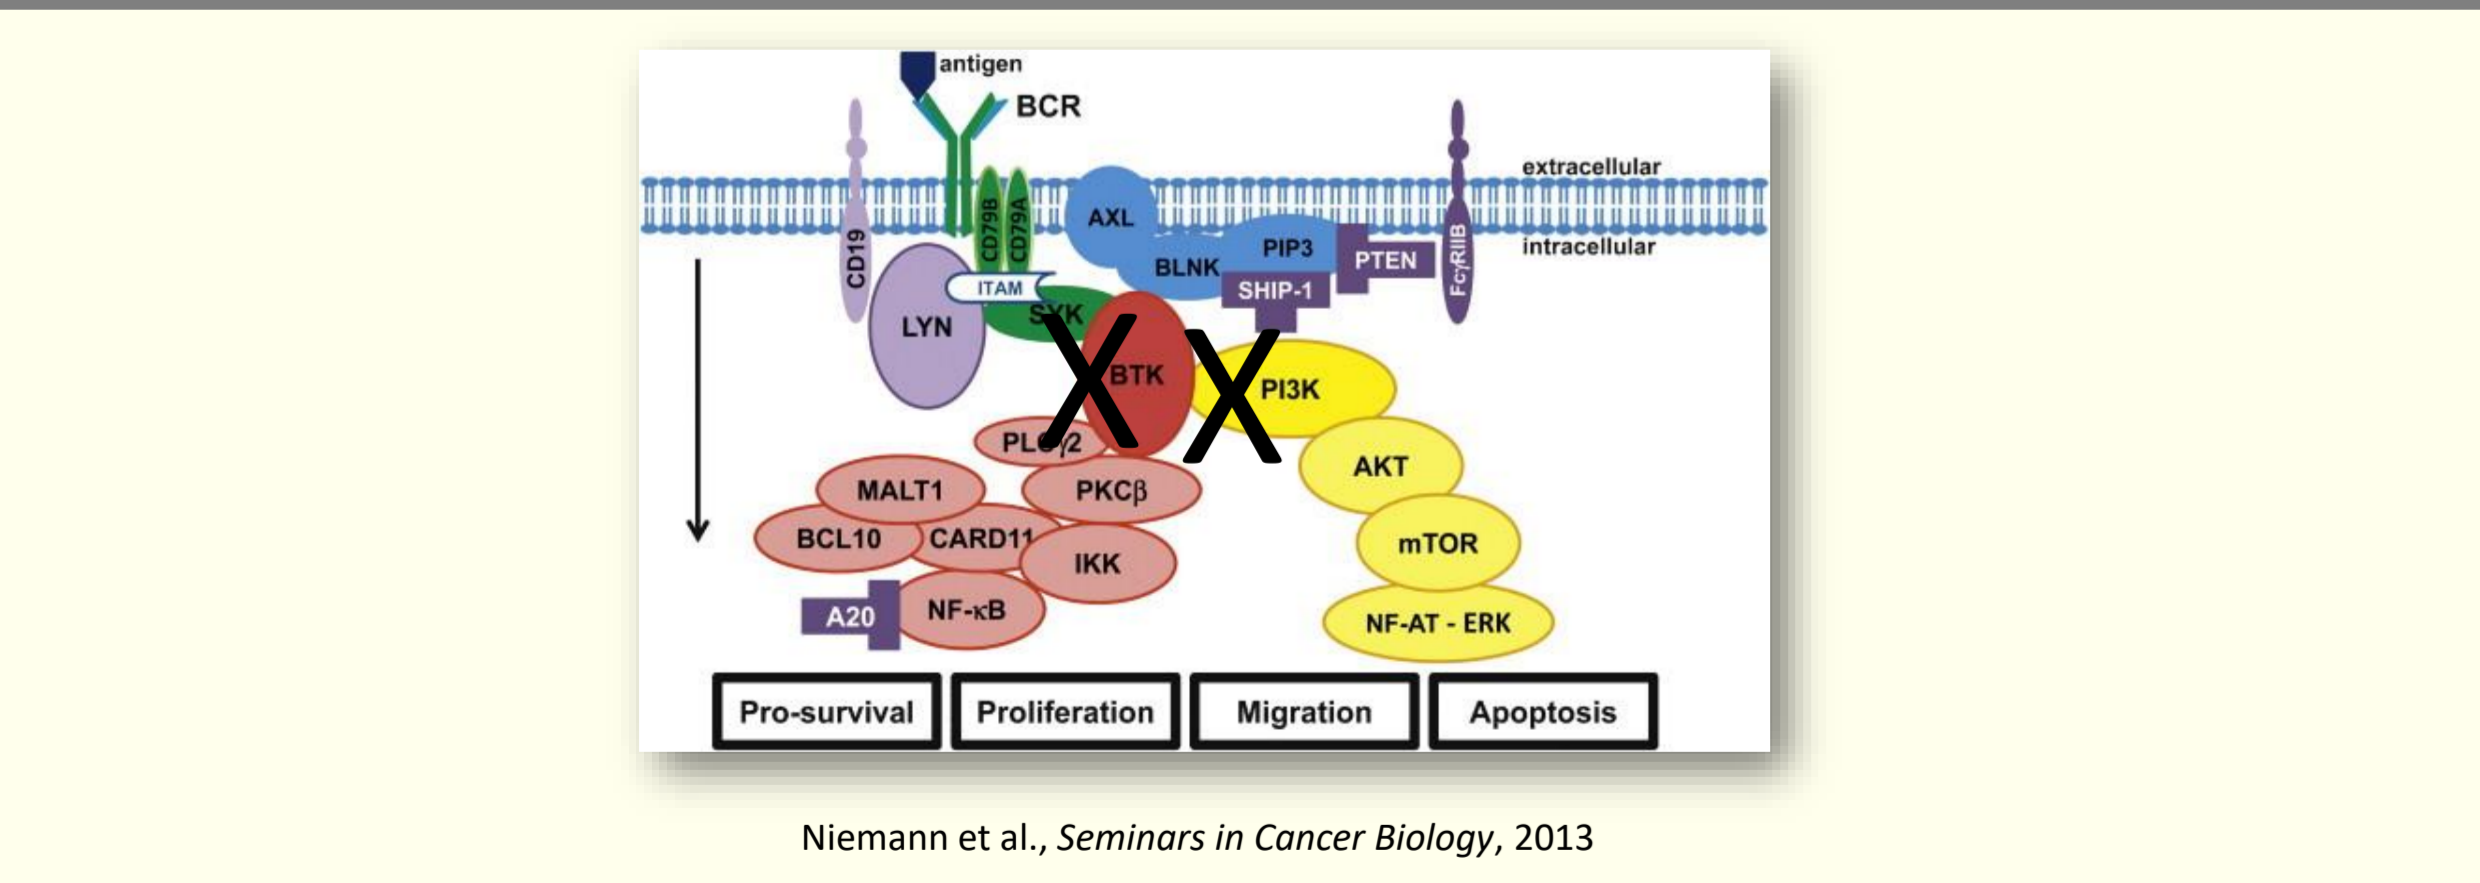 antigen
BCR
extracellular
CD79B
CD79A
AXL
CD19
PIP3
intracellular
BLNK
PTEN
FcγRIIB
ITAM
SHIP-1
SYK
LYN
X
X
BTK
PI3K
PLCγ2
AKT
MALT1
PKCβ
BCL10
CARD11
mTOR
IKK
A20
NF-κB
NF-AT - ERK
Pro-survival
Proliferation
Migration
Apoptosis
Niemann et al., Seminars in Cancer Biology, 2013